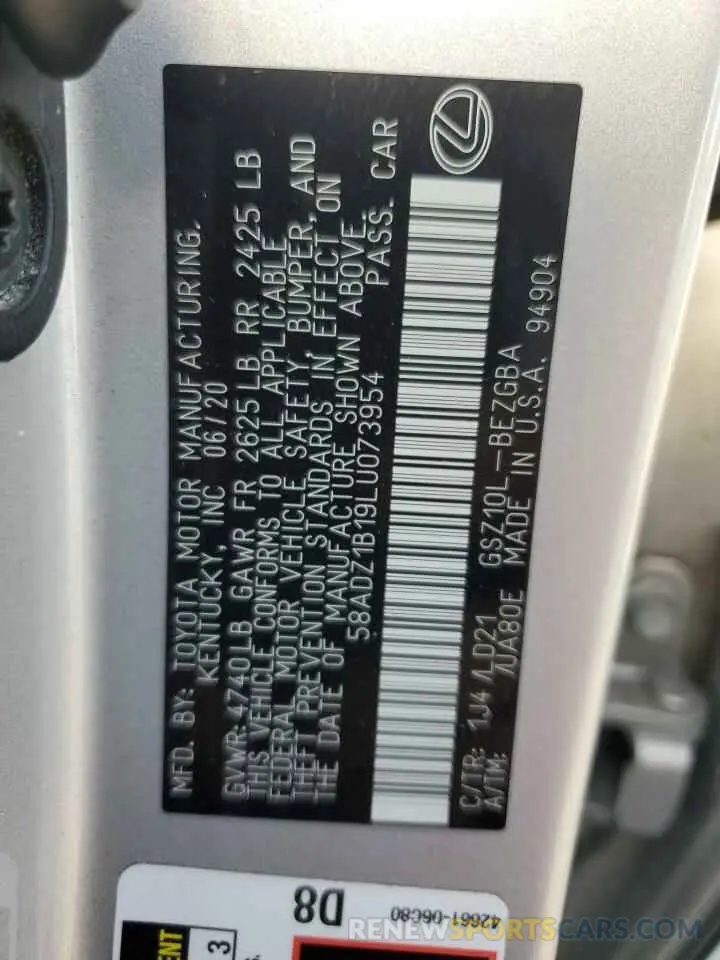 MFD. BY: TOYOTA MOTOR MANUFACTURING,
KENTUCKY, INC 06/20
GVWR 4740LB GAWR FR 2625LB RR 2425 LB
THIS VEHICLE CONFORMS TO ALL APPLICABLE
FEDERAL MOTOR VEHICLE SAFETY, BUMPER, AND
THEFT PREVENTION STANDARDS IN EFFECT ON
THE DATE OF MANUFACTURE SHOWN ABOVE.
58ADZ1B19LU073954 PASS. CAR
C/TR: 1J4/LD21 GSZ10L-BEZGBA
A/TM: /UA80E MADE IN U.S.A. 94904
D8
42661-06C80
3
RENEWSPORTSCARS.COM